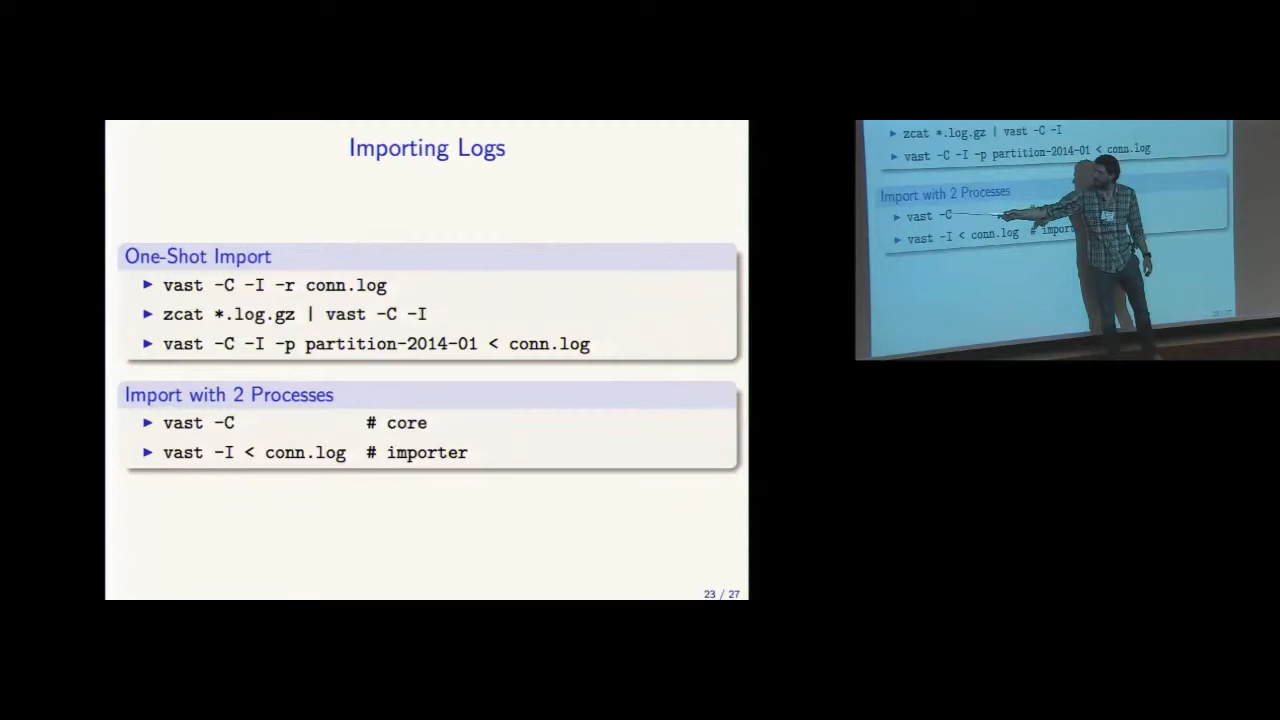 Importing Logs
One-Shot Import
vast -C -I -r conn.log
zcat *.log.gz | vast -C -I
vast -C -I -p partition-2014-01 < conn.log
Import with 2 Processes
vast -C # core
vast -I < conn.log # importer
23 / 27
zcat *.log.gz | vast -C -I
vast -C -I -p partition-2014-01 < conn.log
Import with 2 Processes
vast -C
vast -I < conn.log # import